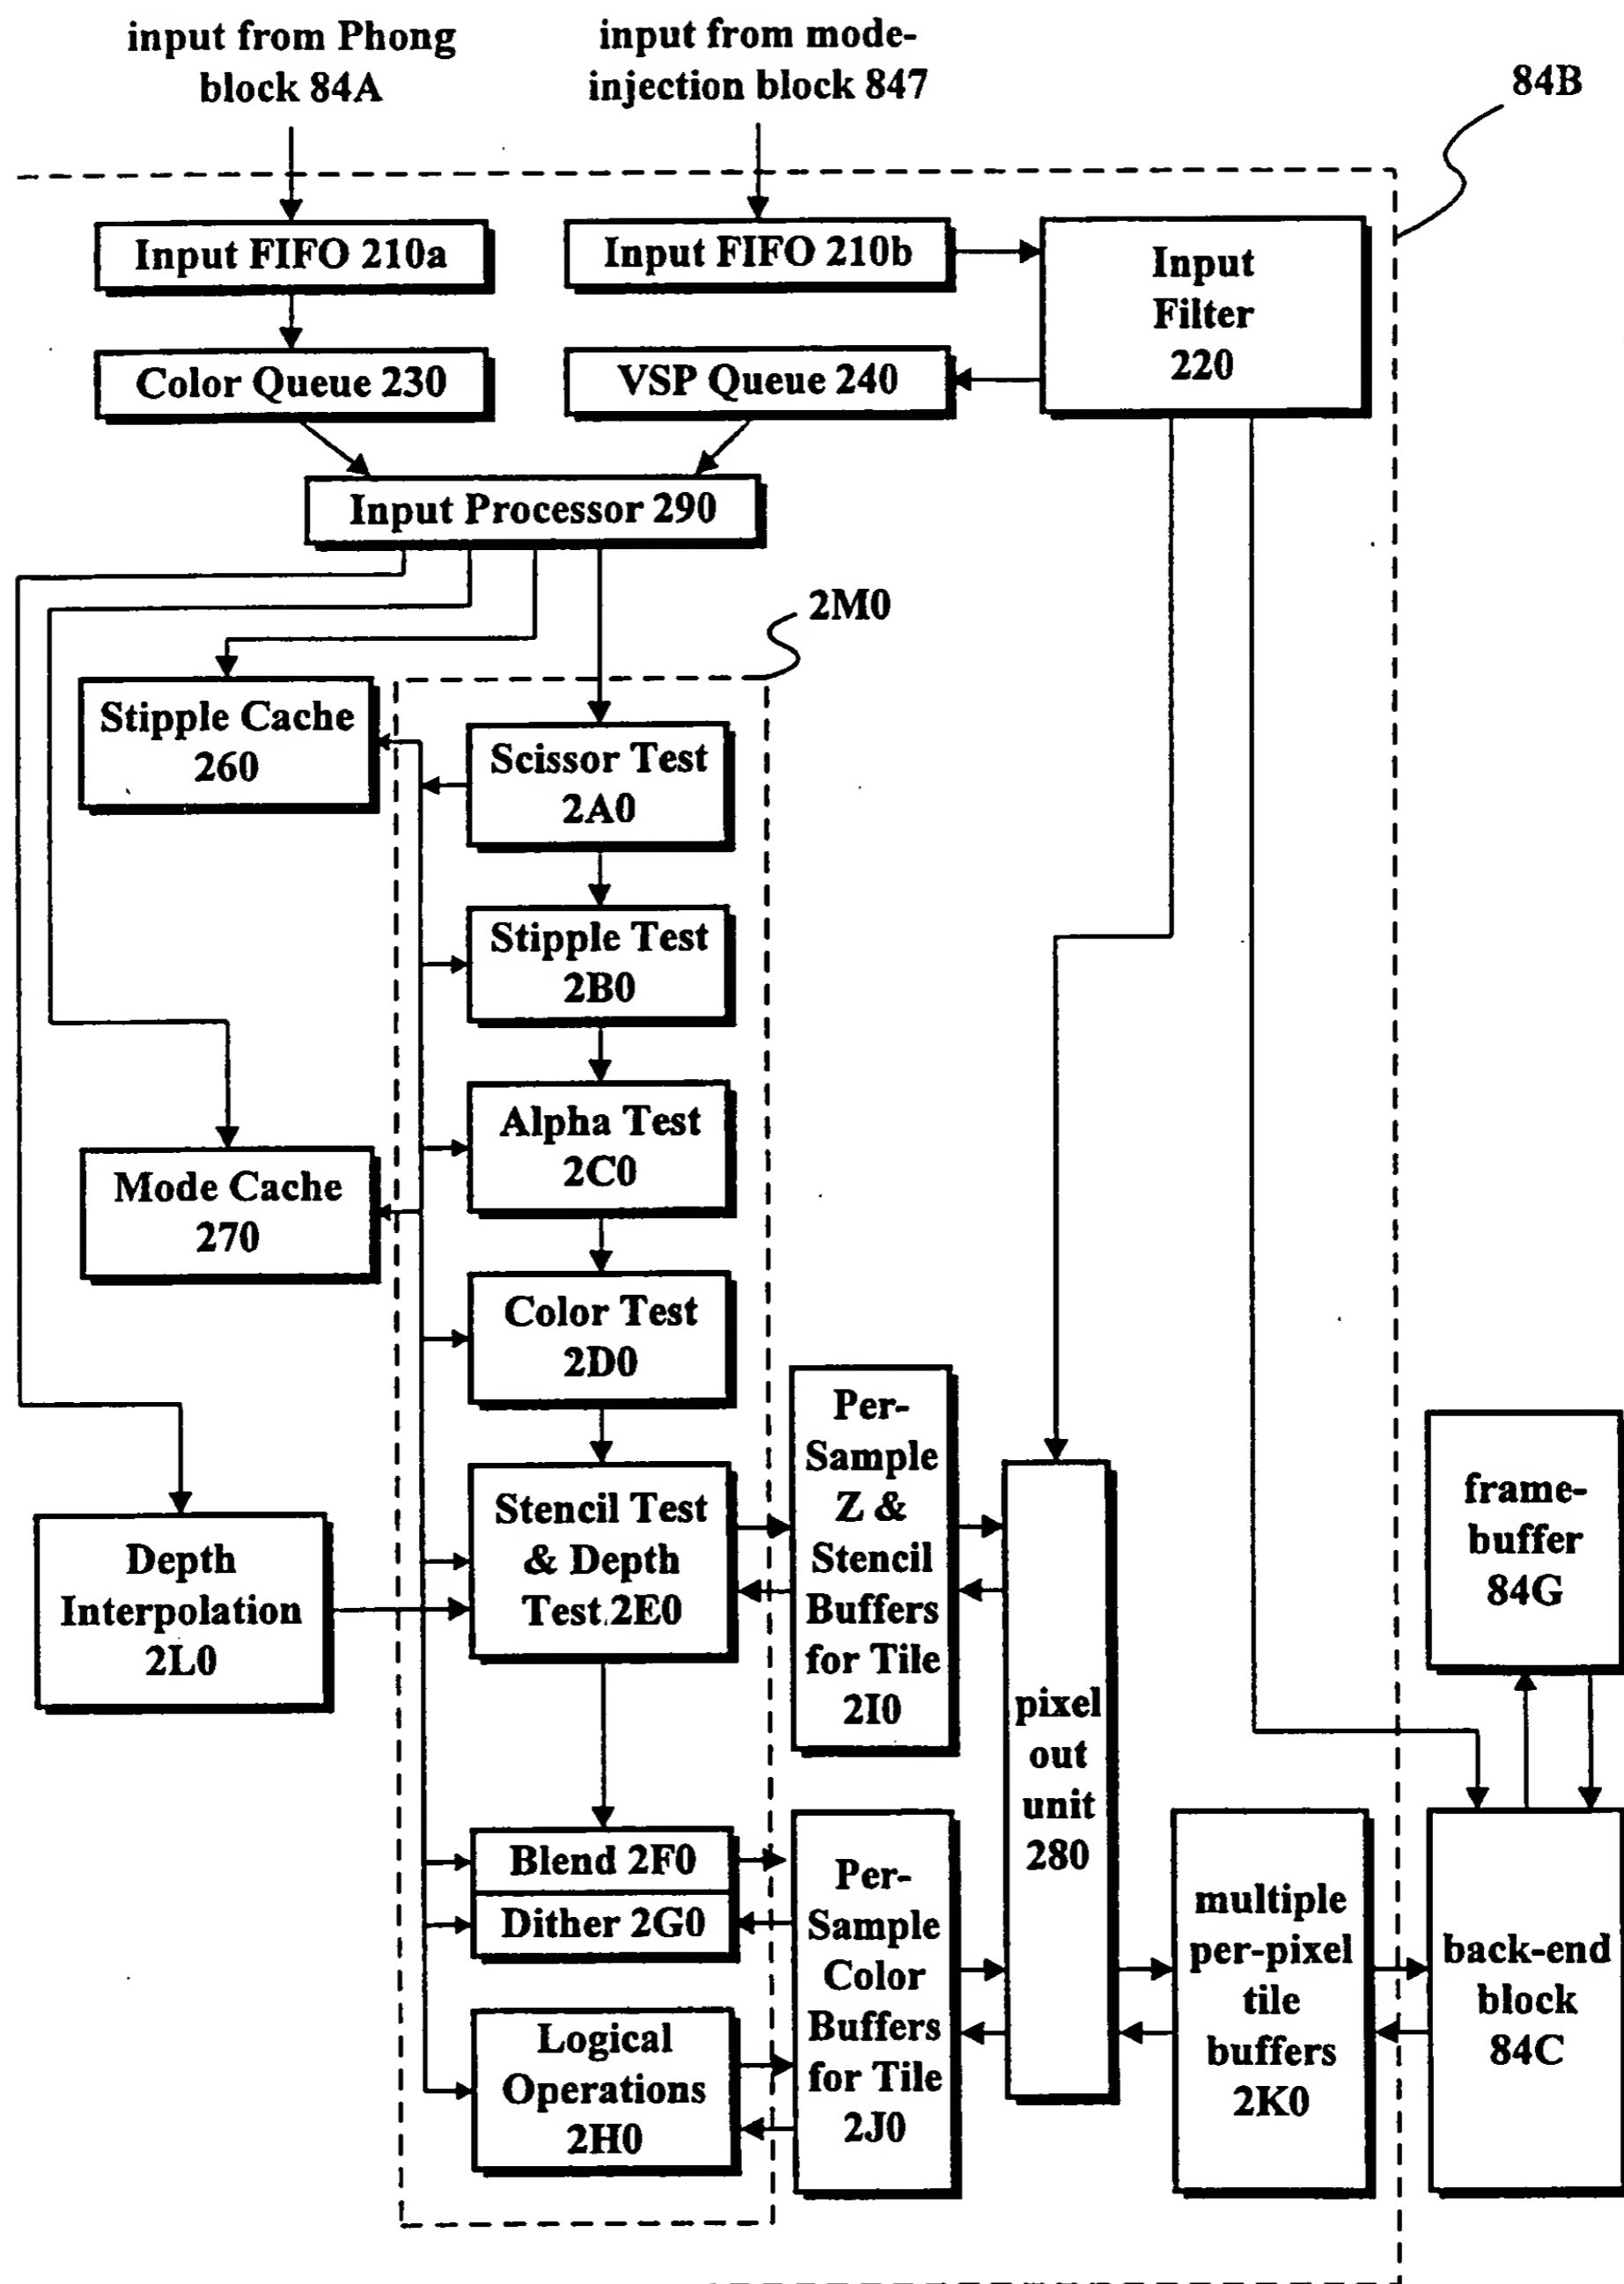 input from Phong
block 84A
input from mode-
injection block 847
84B
Input FIFO 210a
Input FIFO 210b
Input
Filter
220
Color Queue 230
VSP Queue 240
Input Processor 290
2M0
Stipple Cache
260
Scissor Test
2A0
Stipple Test
2B0
Alpha Test
2C0
Mode Cache
270
Color Test
2D0
Stencil Test
& Depth
Test 2E0
Depth
Interpolation
2L0
Per-
Sample
Z &
Stencil
Buffers
for Tile
2I0
pixel
out
unit
280
frame-
buffer
84G
Blend 2F0
Dither 2G0
Logical
Operations
2H0
Per-
Sample
Color
Buffers
for Tile
2J0
multiple
per-pixel
tile
buffers
2K0
back-end
block
84C